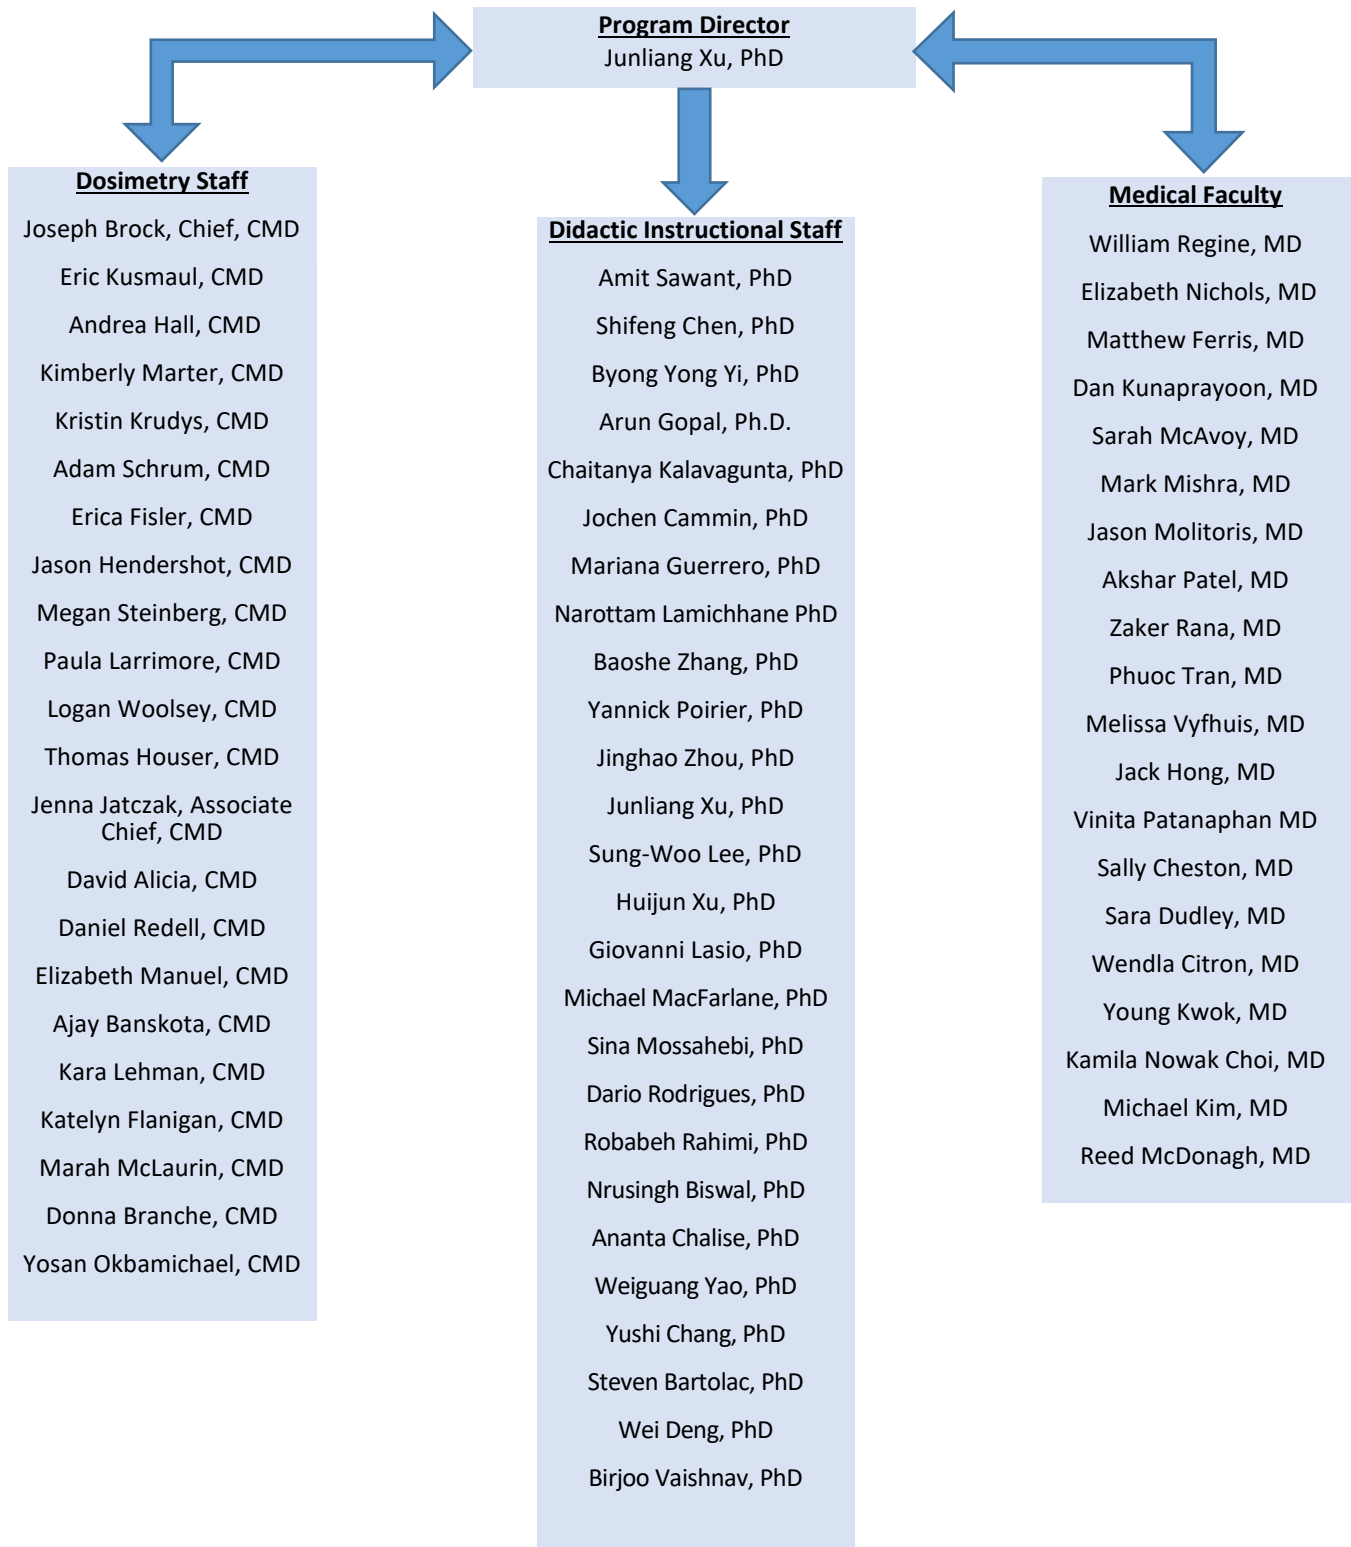 Program Director
Junliang Xu, PhD
Dosimetry Staff
Joseph Brock, Chief, CMD
Eric Kusmaul, CMD
Andrea Hall, CMD
Kimberly Marter, CMD
Kristin Krudys, CMD
Adam Schrum, CMD
Erica Fisler, CMD
Jason Hendershot, CMD
Megan Steinberg, CMD
Paula Larrimore, CMD
Logan Woolsey, CMD
Thomas Houser, CMD
Jenna Jatczak, Associate
Chief, CMD
David Alicia, CMD
Daniel Redell, CMD
Elizabeth Manuel, CMD
Ajay Banskota, CMD
Kara Lehman, CMD
Katelyn Flanigan, CMD
Marah McLaurin, CMD
Donna Branche, CMD
Yosan Okbamichael, CMD
Didactic Instructional Staff
Amit Sawant, PhD
Shifeng Chen, PhD
Byong Yong Yi, PhD
Arun Gopal, Ph.D.
Chaitanya Kalavagunta, PhD
Jochen Cammin, PhD
Mariana Guerrero, PhD
Narottam Lamichhane PhD
Baoshe Zhang, PhD
Yannick Poirier, PhD
Jinghao Zhou, PhD
Junliang Xu, PhD
Sung-Woo Lee, PhD
Huijun Xu, PhD
Giovanni Lasio, PhD
Michael MacFarlane, PhD
Sina Mossahebi, PhD
Dario Rodrigues, PhD
Robabeh Rahimi, PhD
Nrusingh Biswal, PhD
Ananta Chalise, PhD
Weiguang Yao, PhD
Yushi Chang, PhD
Steven Bartolac, PhD
Wei Deng, PhD
Birjoo Vaishnav, PhD
Medical Faculty
William Regine, MD
Elizabeth Nichols, MD
Matthew Ferris, MD
Dan Kunaprayoon, MD
Sarah McAvoy, MD
Mark Mishra, MD
Jason Molitoris, MD
Akshar Patel, MD
Zaker Rana, MD
Phuoc Tran, MD
Melissa Vyfhuis, MD
Jack Hong, MD
Vinita Patanaphan MD
Sally Cheston, MD
Sara Dudley, MD
Wendla Citron, MD
Young Kwok, MD
Kamila Nowak Choi, MD
Michael Kim, MD
Reed McDonagh, MD